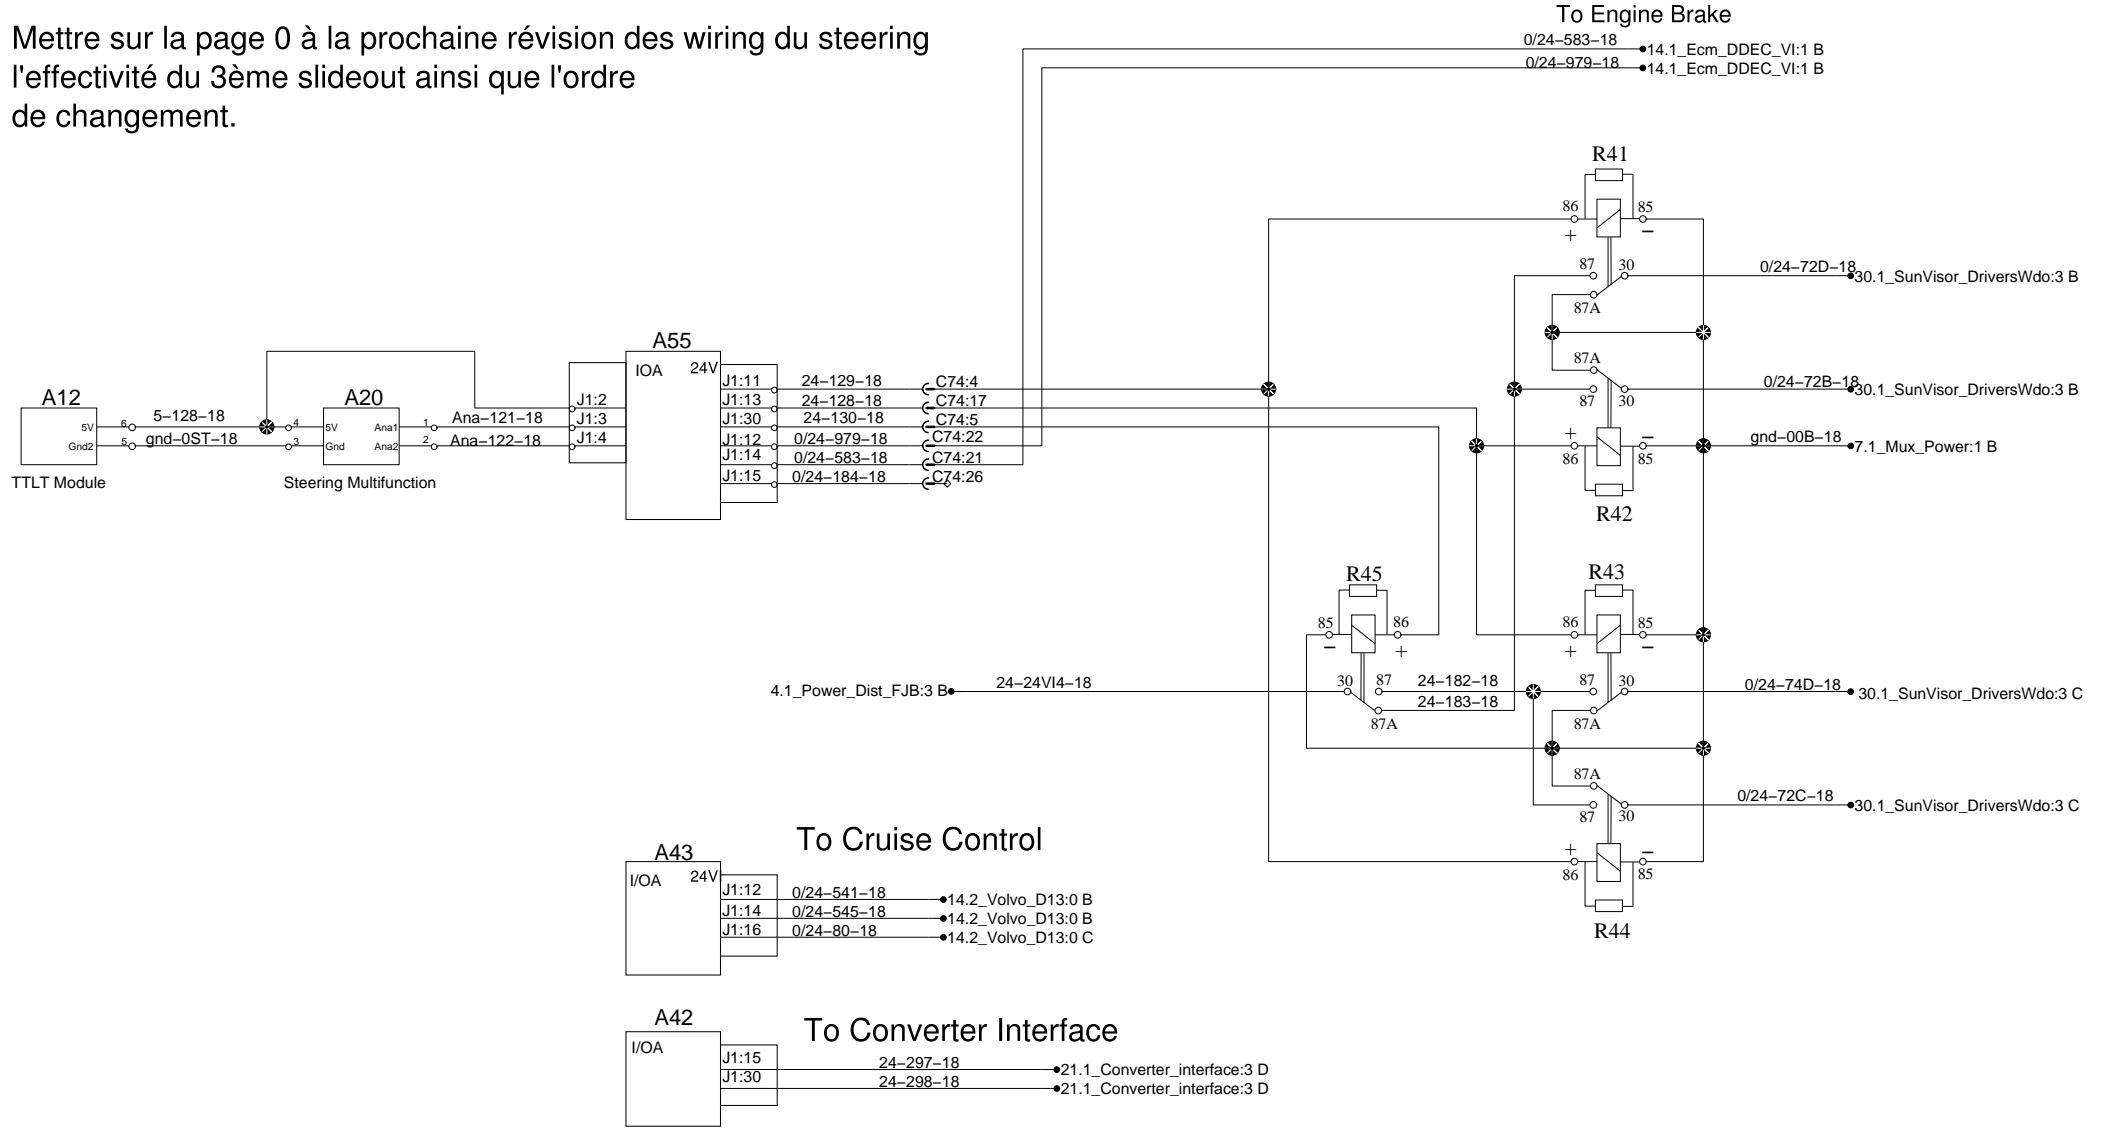 To Engine Brake
Mettre sur la page 0 à la prochaine révision des wiring du steering
l'effectivité du 3ème slideout ainsi que l'ordre
de changement.
0/24-583-18
14.1_Ecm_DDEC_VI:1 B
0/24-979-18
14.1_Ecm_DDEC_VI:1 B
R41
86
85
+
−
87
30
0/24-72D-18
30.1_SunVisor_DriversWdo:3 B
87A
87A
87
30
0/24-72B-18
30.1_SunVisor_DriversWdo:3 B
+
−
86
85
gnd-00B-18
7.1_Mux_Power:1 B
R42
A12
5V
6
Gnd2
5
TTLT Module
5-128-18
gnd-0ST-18
A20
4
5V
Ana1
1
3
Gnd
Ana2
2
Steering Multifunction
Ana-121-18
Ana-122-18
A55
IOA
24V
J1:2
J1:3
J1:4
J1:11
24-129-18
C74:4
J1:13
24-128-18
C74:17
J1:30
24-130-18
C74:5
J1:12
0/24-979-18
C74:22
J1:14
0/24-583-18
C74:21
J1:15
0/24-184-18
C74:26
R45
85
86
−
+
4.1_Power_Dist_FJB:3 B
24-24VI4-18
30
87
24-182-18
24-183-18
87A
R43
86
85
+
−
87
30
0/24-74D-18
30.1_SunVisor_DriversWdo:3 C
87A
87A
87
30
0/24-72C-18
30.1_SunVisor_DriversWdo:3 C
+
−
86
85
R44
To Cruise Control
A43
I/OA
24V
J1:12
0/24-541-18
14.2_Volvo_D13:0 B
J1:14
0/24-545-18
14.2_Volvo_D13:0 B
J1:16
0/24-80-18
14.2_Volvo_D13:0 C
To Converter Interface
A42
I/OA
J1:15
24-297-18
21.1_Converter_interface:3 D
J1:30
24-298-18
21.1_Converter_interface:3 D